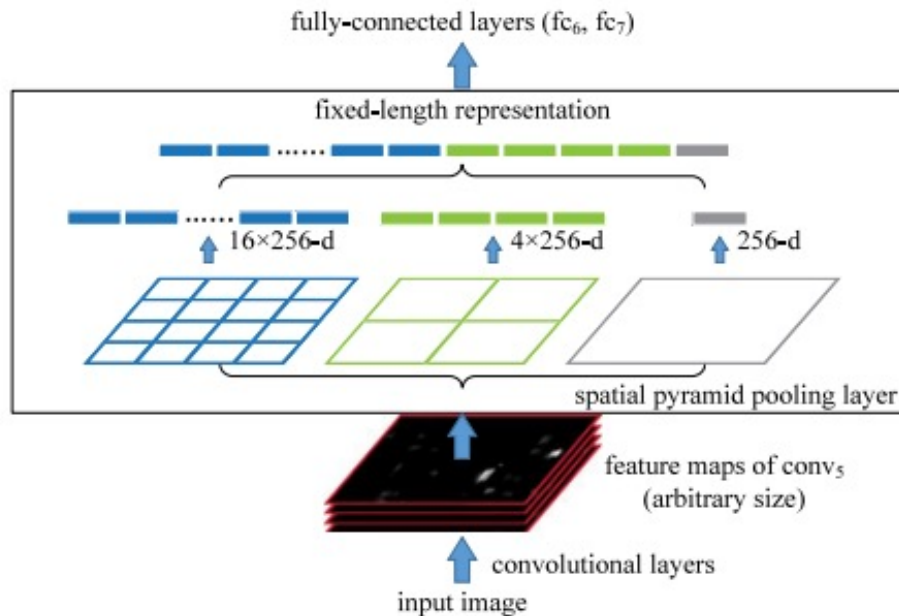 fully-connected layers (fc₆, fc₇)
fixed-length representation
16×256-d
4×256-d
256-d
spatial pyramid pooling layer
feature maps of conv₅
(arbitrary size)
convolutional layers
input image